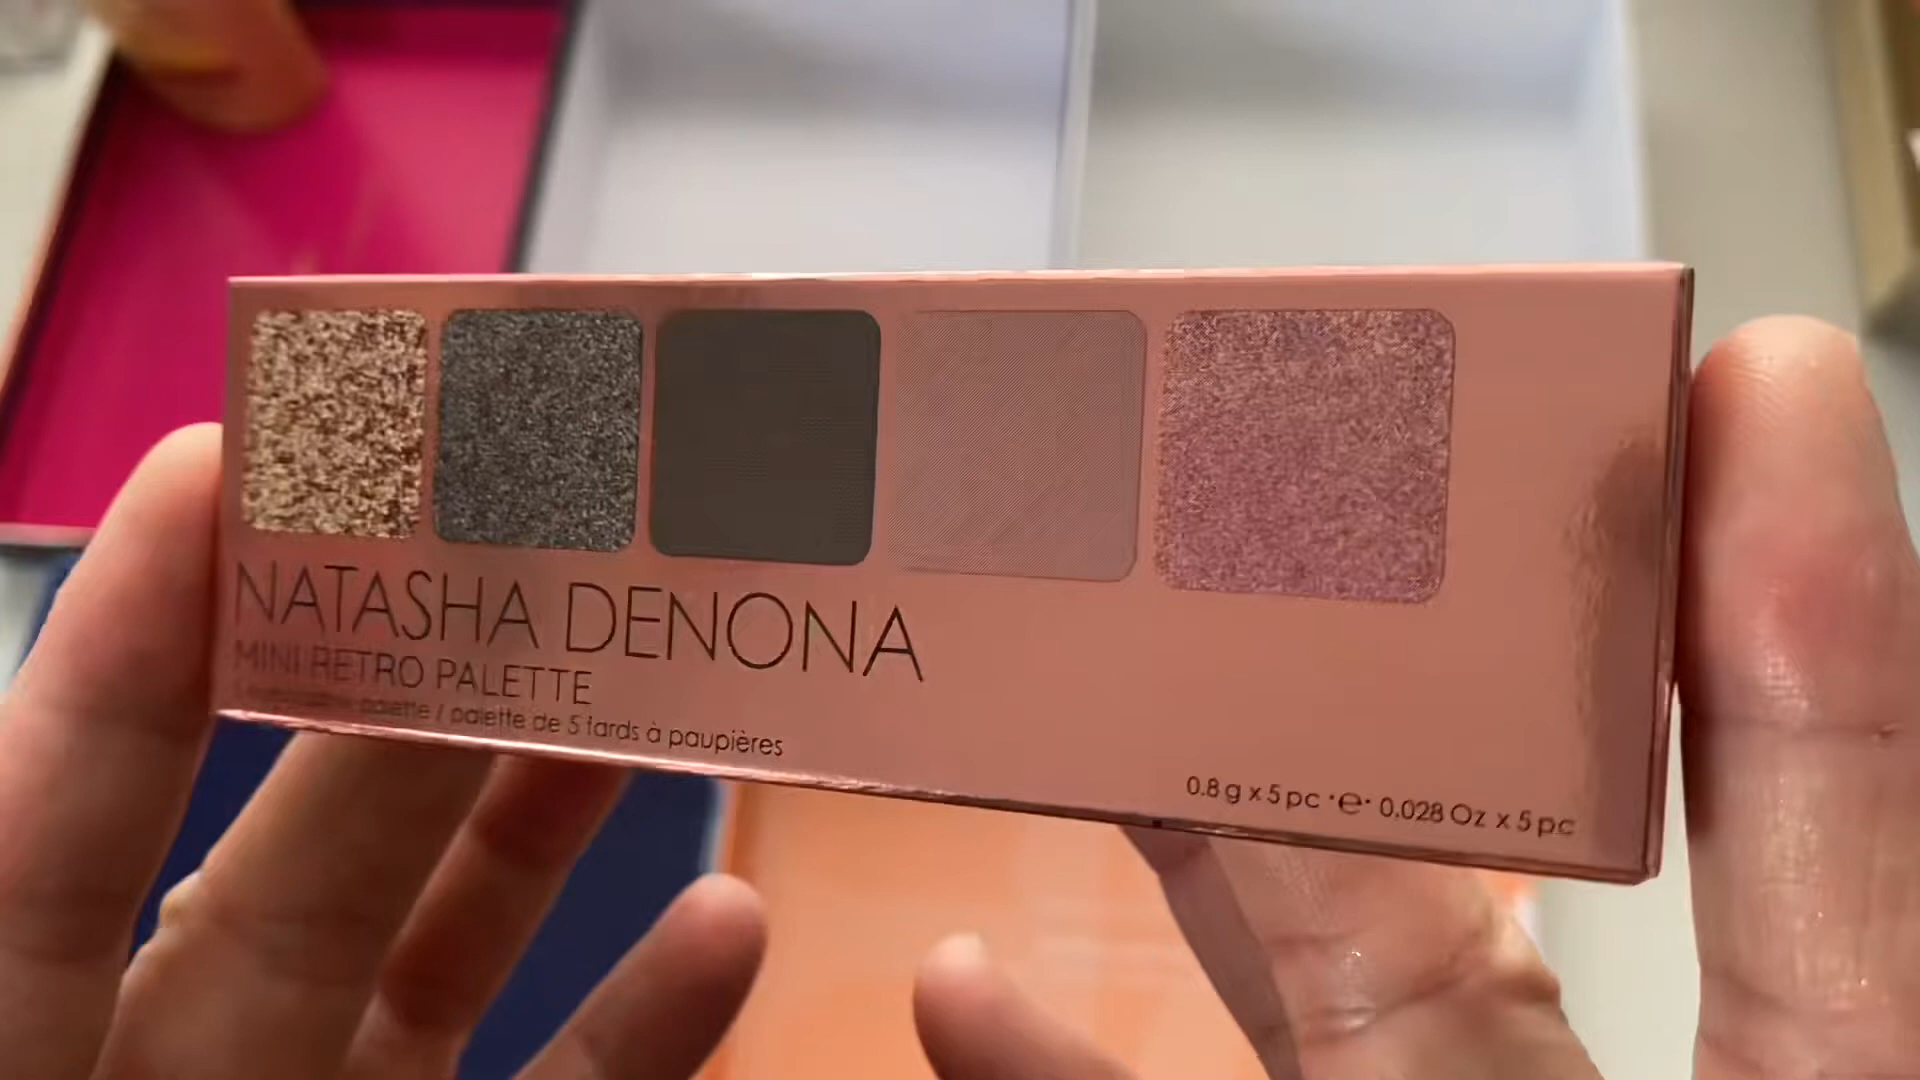 NATASHA DENONA
MINI RETRO PALETTE
palette / palette de 5 fards à paupières
0.8 g x 5 pc ·e· 0.028 Oz x 5 pc